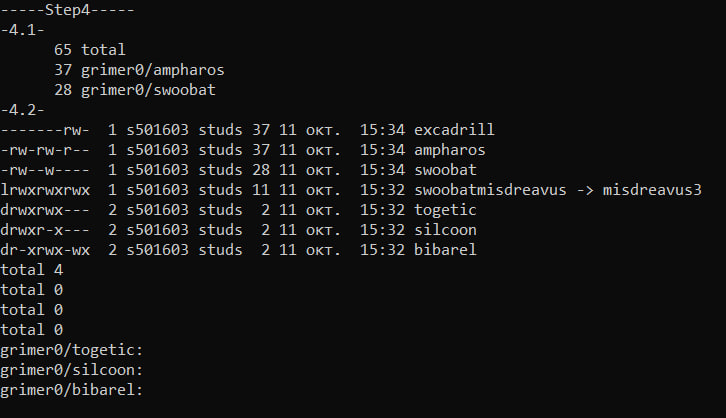 -----Step4-----
-4.1-
      65 total
      37 grimer0/ampharos
      28 grimer0/swoobat
-4.2-
-------rw-  1 s501603 studs 37 11 окт.  15:34 excadrill
-rw-rw-r--  1 s501603 studs 37 11 окт.  15:34 ampharos
-rw--w----  1 s501603 studs 28 11 окт.  15:34 swoobat
lrwxrwxrwx  1 s501603 studs 11 11 окт.  15:32 swoobatmisdreavus -> misdreavus3
drwxrwx---  2 s501603 studs  2 11 окт.  15:32 togetic
drwxr-x---  2 s501603 studs  2 11 окт.  15:32 silcoon
dr-xrwx-wx  2 s501603 studs  2 11 окт.  15:32 bibarel
total 4
total 0
total 0
total 0
grimer0/togetic:
grimer0/silcoon:
grimer0/bibarel: